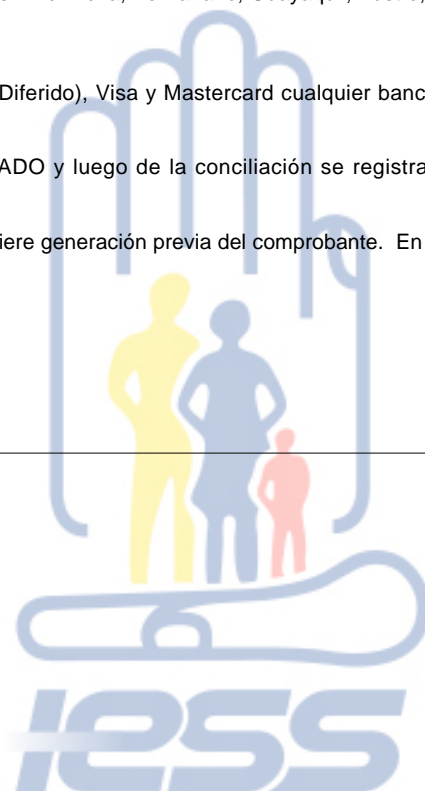 Diferido), Visa y Mastercard cualquier banc
ADO y luego de la conciliación se registra
iere generación previa del comprobante. En
IESS